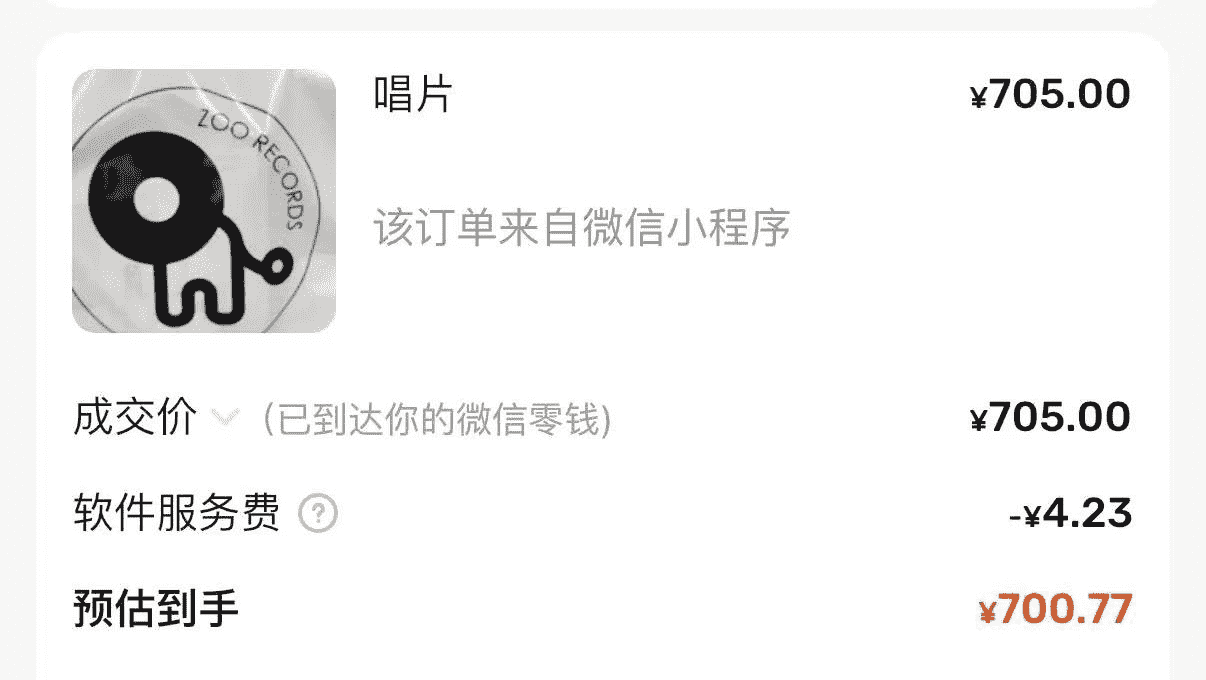 唱片 ¥705.00
ZOO RECORDS
该订单来自微信小程序
成交价 (已到达你的微信零钱) ¥705.00
软件服务费 ? -¥4.23
预估到手 ¥700.77